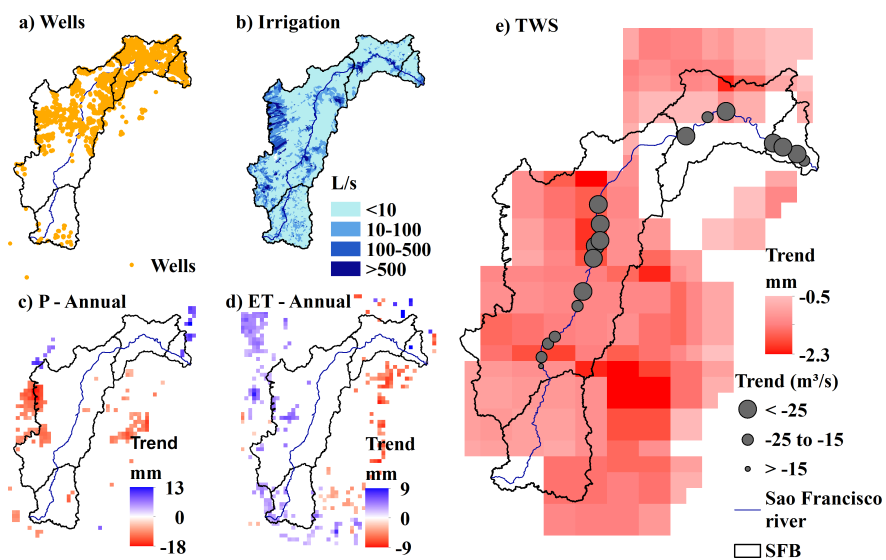 a) Wells
Wells
b) Irrigation
L/s
<10
10-100
100-500
>500
c) P - Annual
Trend
mm
13
0
-18
d) ET - Annual
Trend
mm
9
0
-9
e) TWS
Trend
mm
-0.5
-2.3
Trend (m³/s)
< -25
-25 to -15
> -15
Sao Francisco
river
SFB